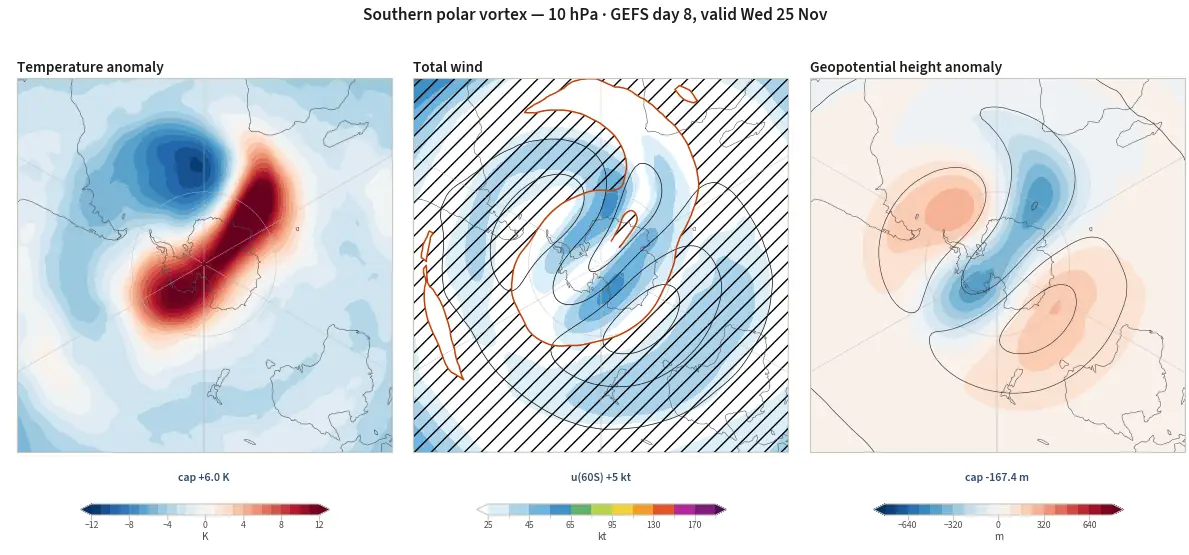 Southern polar vortex — 10 hPa · GEFS day 8, valid Wed 25 Nov
Temperature anomaly
Total wind
Geopotential height anomaly
cap +6.0 K
u(60S) +5 kt
cap -167.4 m
−12 −8 −4 0 4 8 12
K
25 45 65 95 130 170
kt
−640 −320 0 320 640
m